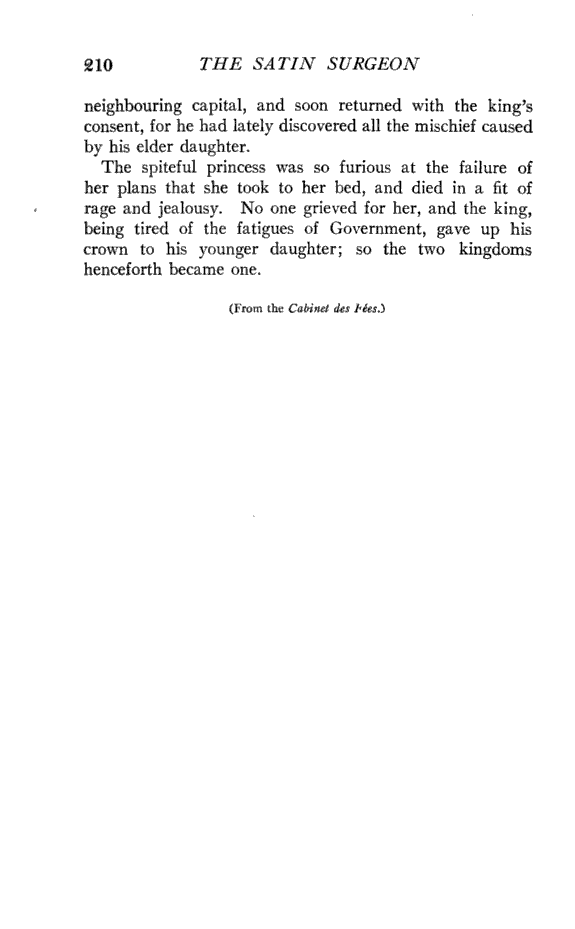 210 THE SATIN SURGEON
neighbouring capital, and soon returned with the king's
consent, for he had lately discovered all the mischief caused
by his elder daughter.
The spiteful princess was so furious at the failure of
her plans that she took to her bed, and died in a fit of
rage and jealousy. No one grieved for her, and the king,
being tired of the fatigues of Government, gave up his
crown to his younger daughter; so the two kingdoms
henceforth became one.
(From the Cabinet des Fées.)